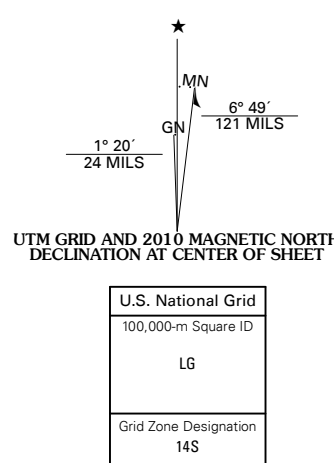 ★
MN
GN
6° 49´
121 MILS
1° 20´
24 MILS
UTM GRID AND 2010 MAGNETIC NORTH
DECLINATION AT CENTER OF SHEET
U.S. National Grid
100,000-m Square ID
LG
Grid Zone Designation
14S